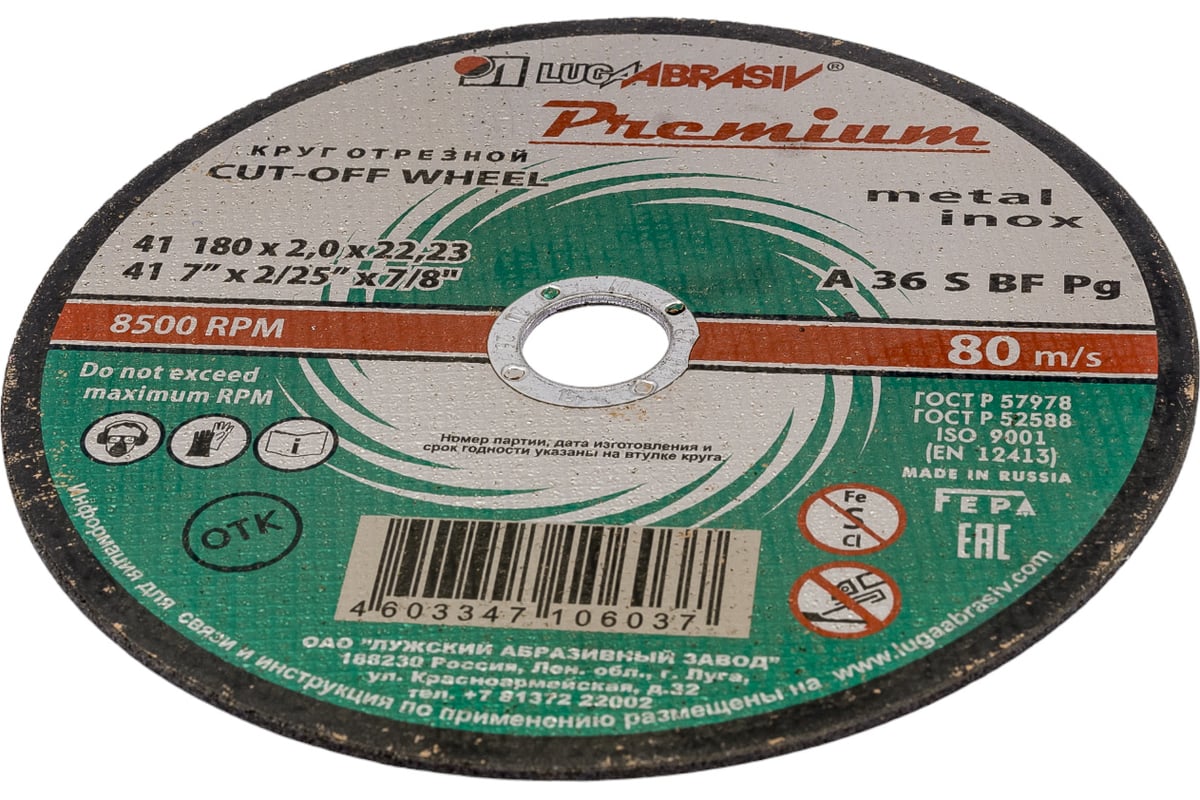 LUGAABRASIV®
Premium
КРУГ ОТРЕЗНОЙ
CUT-OFF WHEEL
metal
inox
41 180 x 2,0 x 22,23
41 7” x 2/25” x 7/8"
A 36 S BF Pg
8500 RPM
80 m/s
Do not exceed
maximum RPM
ГОСТ Р 57978
ГОСТ Р 52588
ISO 9001
(EN 12413)
MADE IN RUSSIA
Номер партии, дата изготовления и
срок годности указаны на втулке круга
i
Fe
S
Cl
FEPA
EAC
ОТК
4 603347 106037
ОАО "ЛУЖСКИЙ АБРАЗИВНЫЙ ЗАВОД"
188230 Россия, Лен. обл., г. Луга,
ул. Красноармейская, д.32
тел. +7 81372 22002
Информация для связи и инструкция по применению размещены на www.lugaabrasiv.com